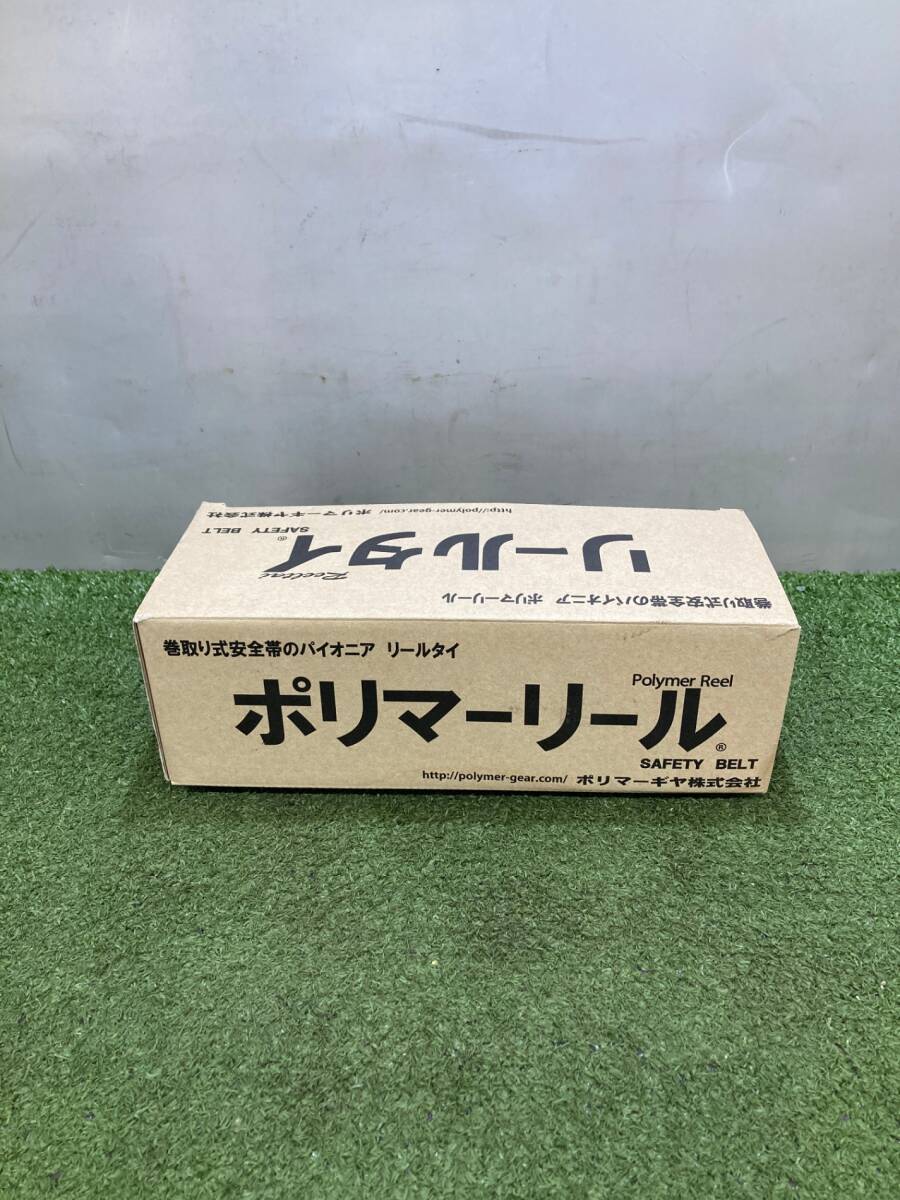 http://polymer-gear.com/ ポリマーギヤ株式会社
SAFETY BELT
リールタイ®
Reeltai
巻取り式安全帯のパイオニア ポリマーリール
巻取り式安全帯のパイオニア リールタイ
Polymer Reel
ポリマーリール®
SAFETY BELT
http://polymer-gear.com/ ポリマーギヤ株式会社